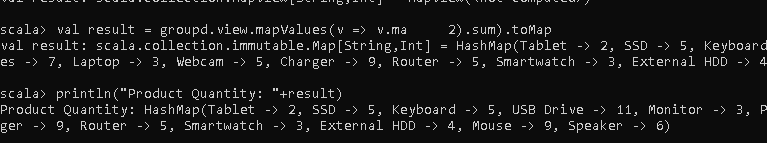 val result: scala.collection.mutable.Map[String,Int] = MapView(<not computed>)
scala> val result = groupd.view.mapValues(v => v.ma 2).sum).toMap
val result: scala.collection.immutable.Map[String,Int] = HashMap(Tablet -> 2, SSD -> 5, Keyboard
es -> 7, Laptop -> 3, Webcam -> 5, Charger -> 9, Router -> 5, Smartwatch -> 3, External HDD -> 4
scala> println("Product Quantity: "+result)
Product Quantity: HashMap(Tablet -> 2, SSD -> 5, Keyboard -> 5, USB Drive -> 11, Monitor -> 3, P
ger -> 9, Router -> 5, Smartwatch -> 3, External HDD -> 4, Mouse -> 9, Speaker -> 6)